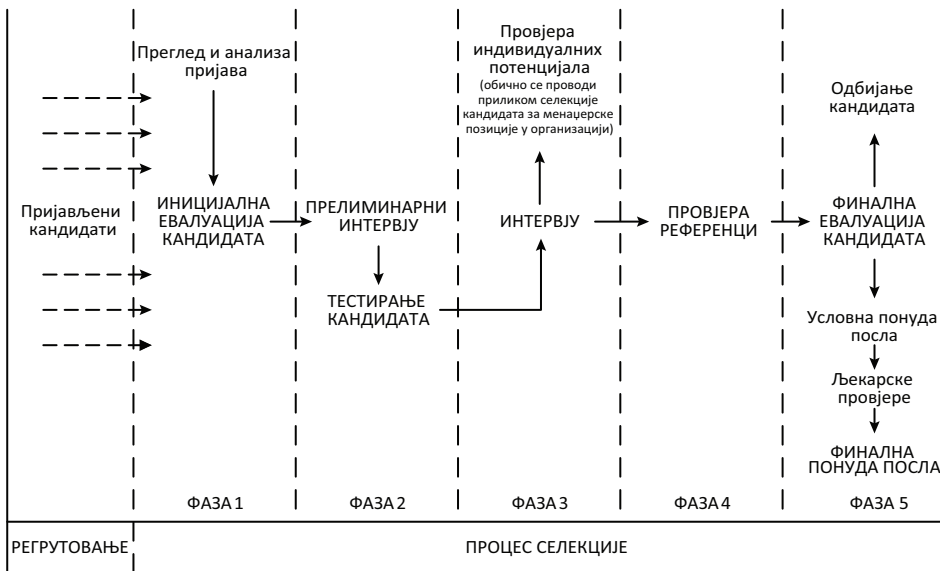 Пријављени
кандидати
Преглед и анализа
пријава
ИНИЦИЈАЛНА
ЕВАЛУАЦИЈА
КАНДИДАТА
ПРЕЛИМИНАРНИ
ИНТЕРВЈУ
ТЕСТИРАЊЕ
КАНДИДАТА
Провјера
индивидуалних
потенцијала
(обично се проводи
приликом селекције
кандидата за менаџерске
позиције у организацији)
ИНТЕРВЈУ
ПРОВЈЕРА
РЕФЕРЕНЦИ
Одбијање
кандидата
ФИНАЛНА
ЕВАЛУАЦИЈА
КАНДИДАТА
Условна понуда
посла
Љекарске
провјере
ФИНАЛНА
ПОНУДА ПОСЛА
ФАЗА 1
ФАЗА 2
ФАЗА 3
ФАЗА 4
ФАЗА 5
РЕГРУТОВАЊЕ
ПРОЦЕС СЕЛЕКЦИЈЕ